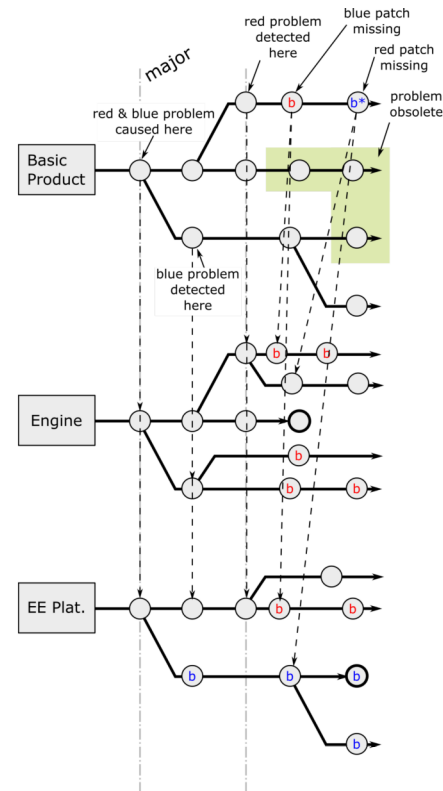 blue patch
missing
red problem
detected
here
red patch
missing
major
b
b*
problem
obsolete
red & blue problem
caused here
Basic
Product
blue problem
detected
here
b
b
Engine
b
b
b
EE Plat.
b
b
b
b
b
b